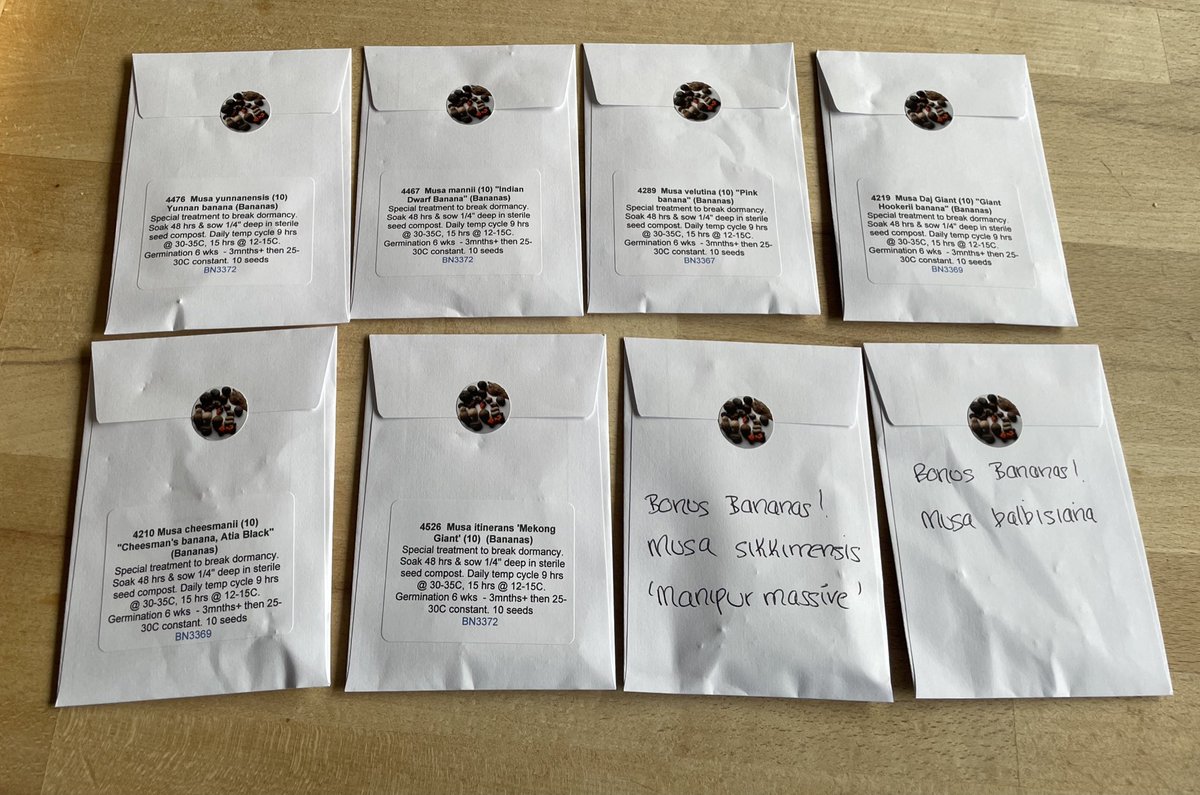 4476 Musa yunnanensis (10)
Yunnan banana (Bananas)
Special treatment to break dormancy.
Soak 48 hrs & sow 1/4" deep in sterile
seed compost. Daily temp cycle 9 hrs
@ 30-35C, 15 hrs @ 12-15C.
Germination 6 wks - 3mnths+ then 25-
30C constant. 10 seeds
BN3372
4467 Musa mannii (10) "Indian
Dwarf Banana" (Bananas)
Special treatment to break dormancy.
Soak 48 hrs & sow 1/4" deep in sterile
seed compost. Daily temp cycle 9 hrs
@ 30-35C, 15 hrs @ 12-15C.
Germination 6 wks - 3mnths+ then 25-
30C constant. 10 seeds
BN3372
4289 Musa velutina (10) "Pink
banana" (Bananas)
Special treatment to break dormancy.
Soak 48 hrs & sow 1/4" deep in sterile
seed compost. Daily temp cycle 9 hrs
@ 30-35C, 15 hrs @ 12-15C.
Germination 6 wks - 3mnths+ then 25-
30C constant. 10 seeds
BN3367
4219 Musa Daj Giant (10) "Giant
Hookerii banana" (Bananas)
Special treatment to break dormancy.
Soak 48 hrs & sow 1/4" deep in sterile
seed compost. Daily temp cycle 9 hrs
@ 30-35C, 15 hrs @ 12-15C.
Germination 6 wks - 3mnths+ then 25-
30C constant. 10 seeds
BN3369
4210 Musa cheesmanii (10)
"Cheesman's banana, Atia Black"
(Bananas)
Special treatment to break dormancy.
Soak 48 hrs & sow 1/4" deep in sterile
seed compost. Daily temp cycle 9 hrs
@ 30-35C, 15 hrs @ 12-15C.
Germination 6 wks - 3mnths+ then 25-
30C constant. 10 seeds
BN3369
4526 Musa itinerans 'Mekong
Giant' (10) (Bananas)
Special treatment to break dormancy.
Soak 48 hrs & sow 1/4" deep in sterile
seed compost. Daily temp cycle 9 hrs
@ 30-35C, 15 hrs @ 12-15C.
Germination 6 wks - 3mnths+ then 25-
30C constant. 10 seeds
BN3372
Bonus Bananas!
Musa sikkimensis
'Manipur massive'
Bonus Bananas!
Musa balbisiana